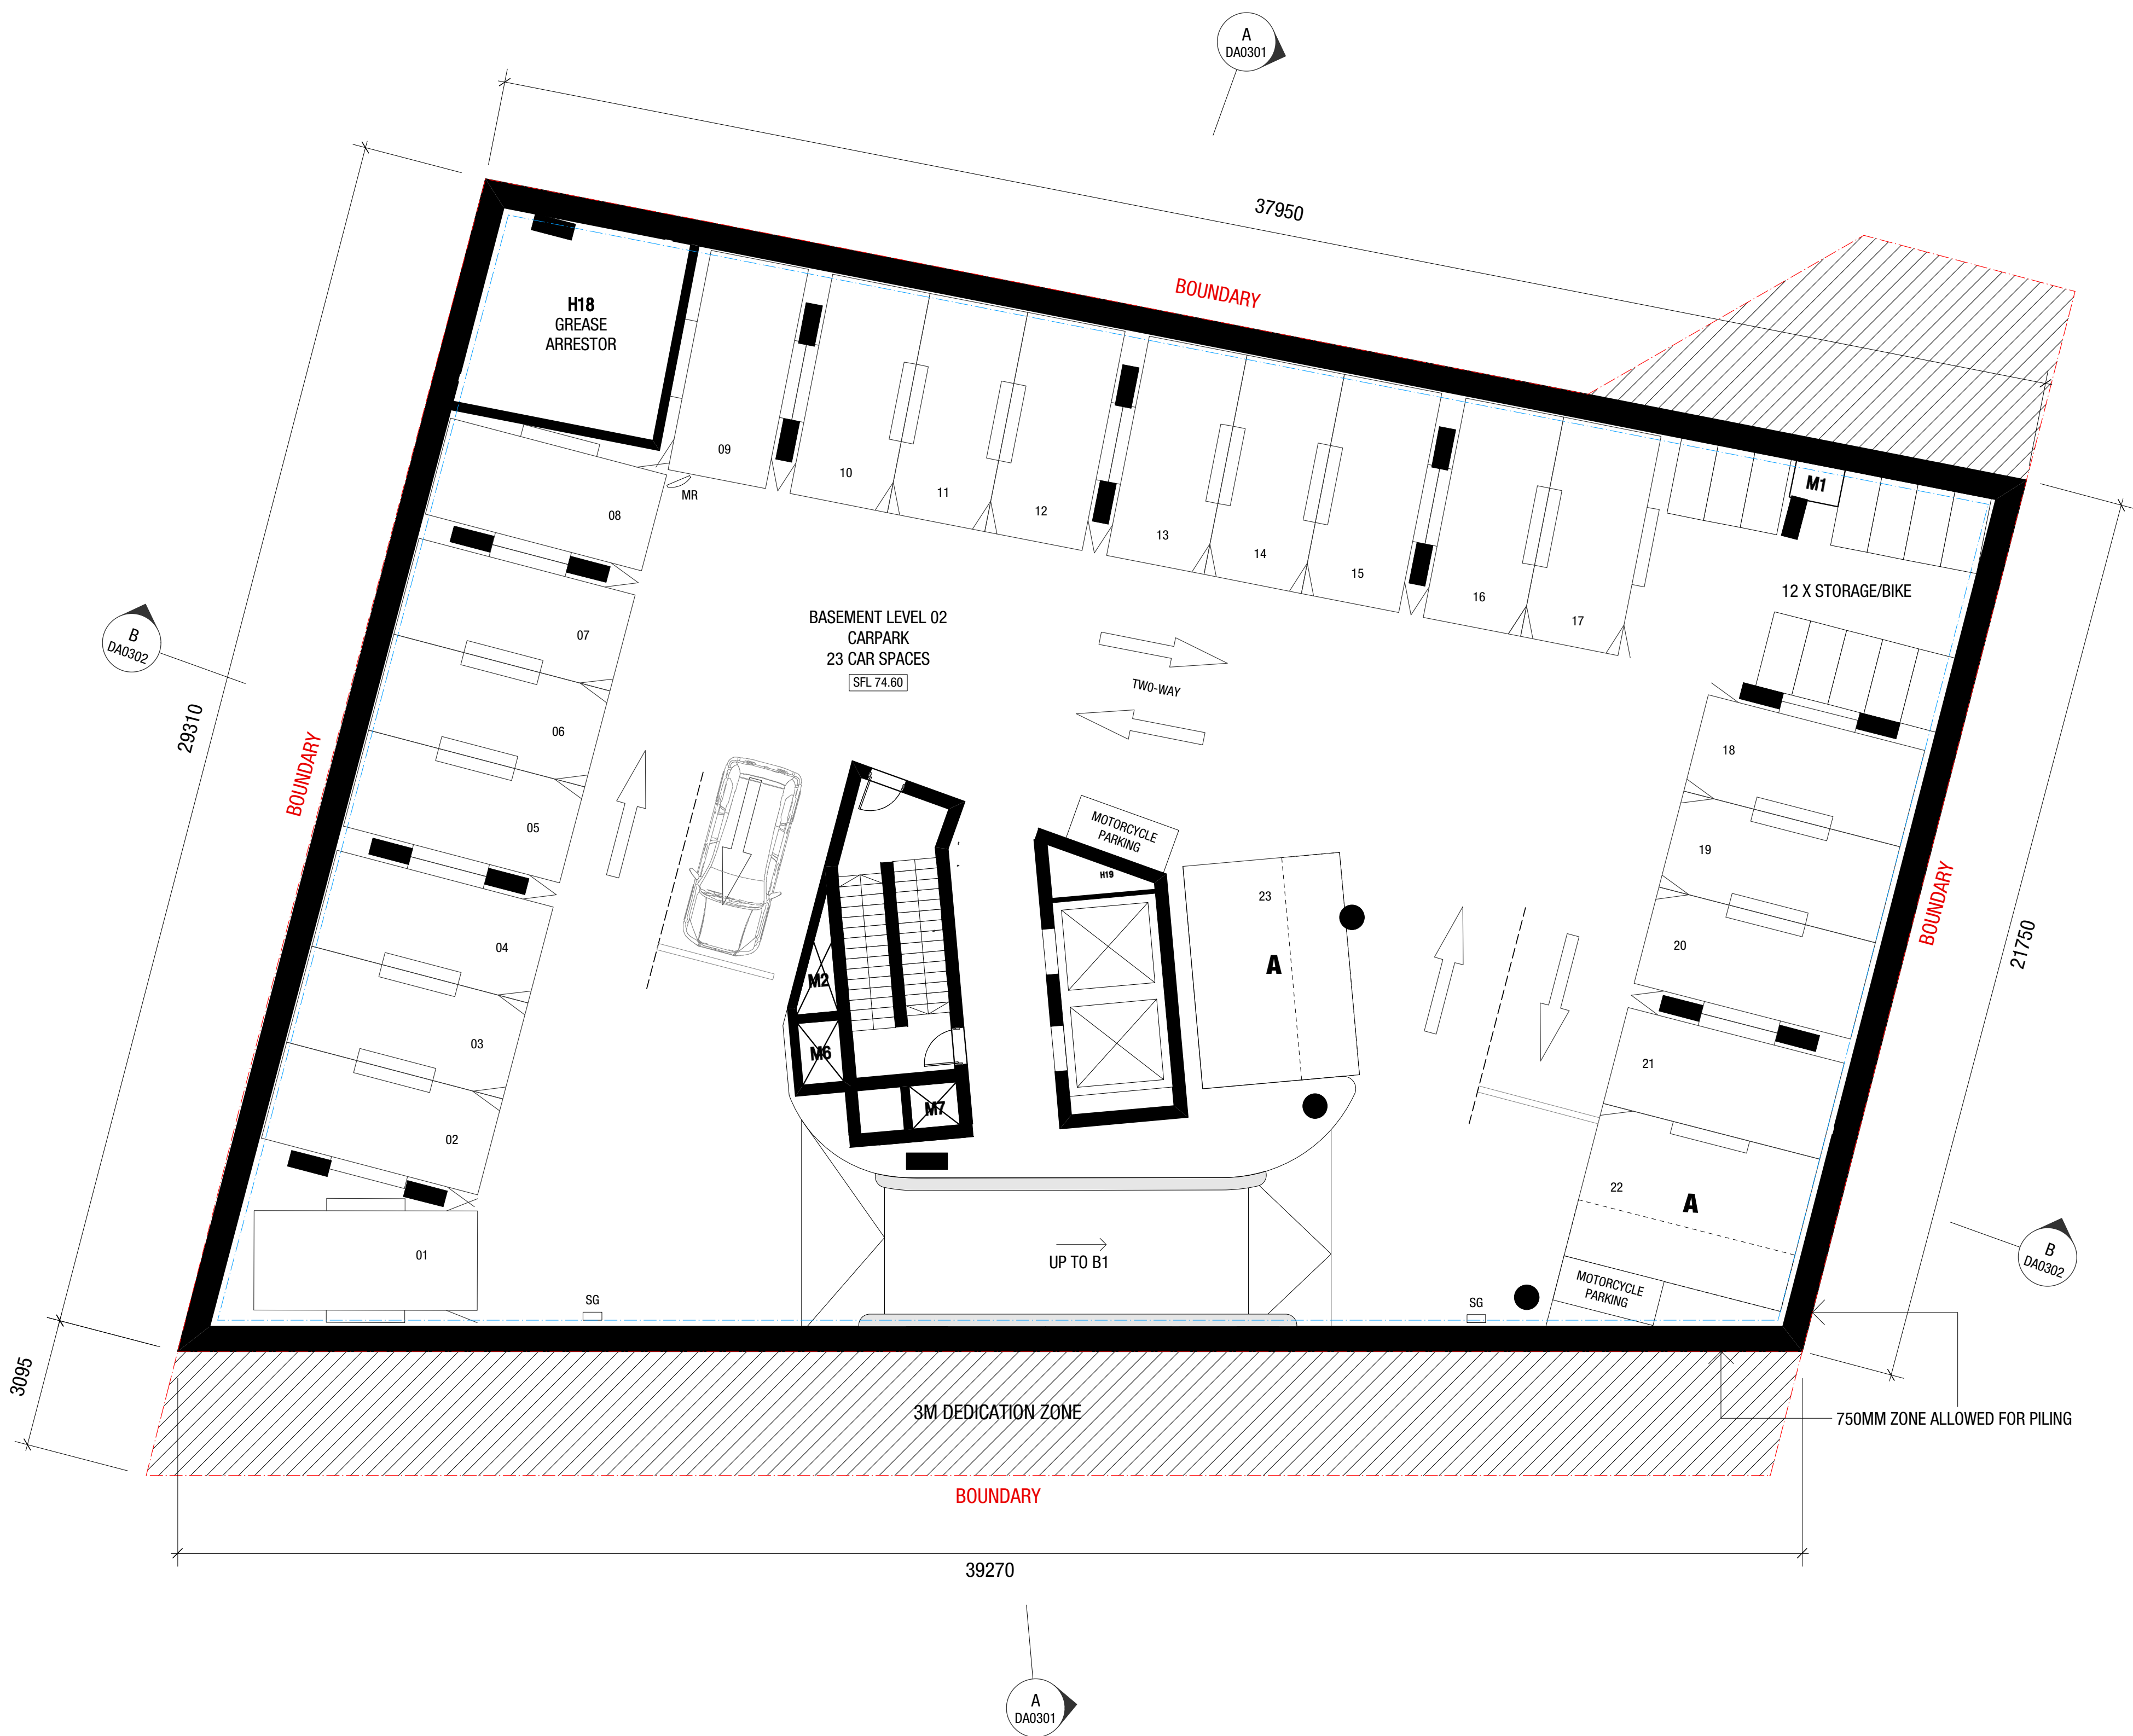 A
DA0301
37950
BOUNDARY
H18
GREASE
ARRESTOR
09
10
11
12
13
14
15
16
17
MR
08
M1
12 X STORAGE/BIKE
BASEMENT LEVEL 02
CARPARK
23 CAR SPACES
SFL 74.60
TWO-WAY
B
DA0302
29310
BOUNDARY
07
06
05
04
03
02
01
18
19
20
21
22
A
MOTORCYCLE
PARKING
H19
23
A
M2
M6
M7
BOUNDARY
21750
B
DA0302
MOTORCYCLE
PARKING
UP TO B1
SG
SG
3095
3M DEDICATION ZONE
750MM ZONE ALLOWED FOR PILING
BOUNDARY
39270
A
DA0301